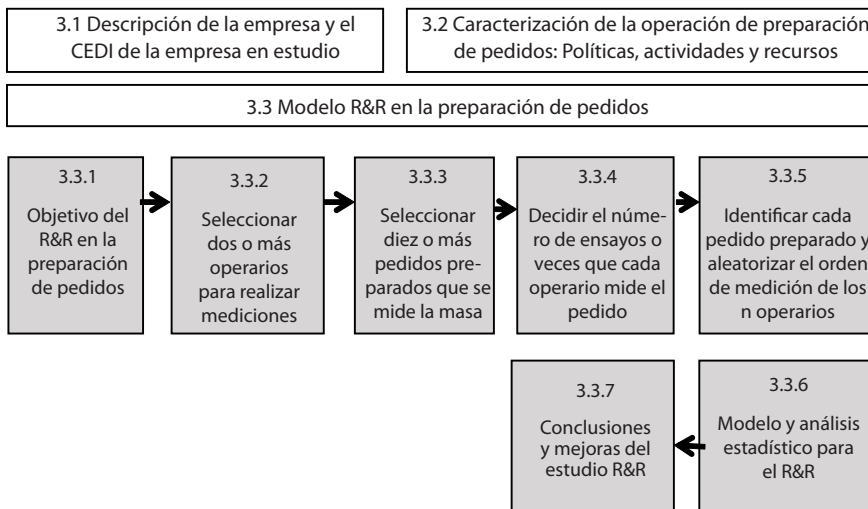 3.1 Descripción de la empresa y el
CEDI de la empresa en estudio
3.2 Caracterización de la operación de preparación
de pedidos: Políticas, actividades y recursos
3.3 Modelo R&R en la preparación de pedidos
3.3.1
Objetivo del
R&R en la
preparación
de pedidos
3.3.2
Seleccionar
dos o más
operarios
para realizar
mediciones
3.3.3
Seleccionar
diez o más
pedidos pre-
parados que se
mide la masa
3.3.4
Decidir el núme-
ro de ensayos o
veces que cada
operario mide el
pedido
3.3.5
Identificar cada
pedido preparado y
aleatorizar el orden
de medición de los
n operarios
3.3.6
Modelo y análisis
estadístico para
el R&R
3.3.7
Conclusiones
y mejoras del
estudio R&R